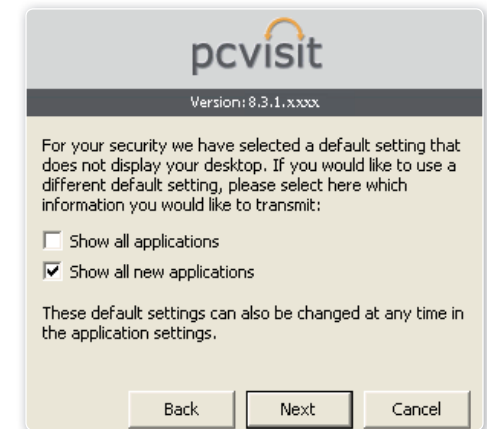 pcvisit
Version:8.3.1.xxxx
For your security we have selected a default setting that
does not display your desktop. If you would like to use a
different default setting, please select here which
information you would like to transmit:
Show all applications
Show all new applications
These default settings can also be changed at any time in
the application settings.
Back Next Cancel